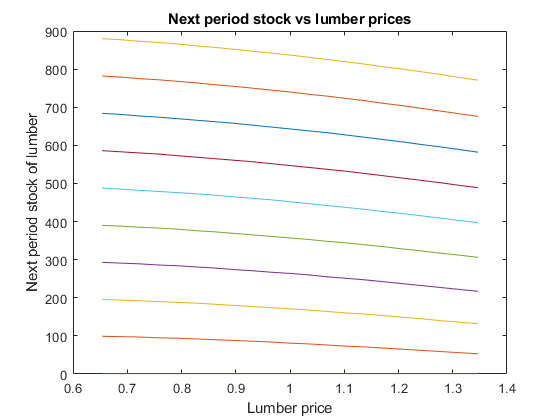 Next period stock vs lumber prices
900
800
700
600
500
400
300
200
100
0
Next period stock of lumber
0.6 0.7 0.8 0.9 1 1.1 1.2 1.3 1.4
Lumber price